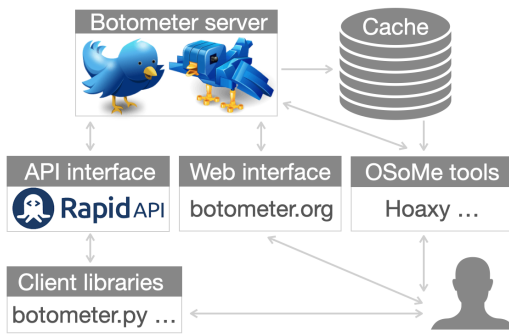 Botometer server
Cache
API interface
Rapid API
Web interface
botometer.org
OSoMe tools
Hoaxy ...
Client libraries
botometer.py ...